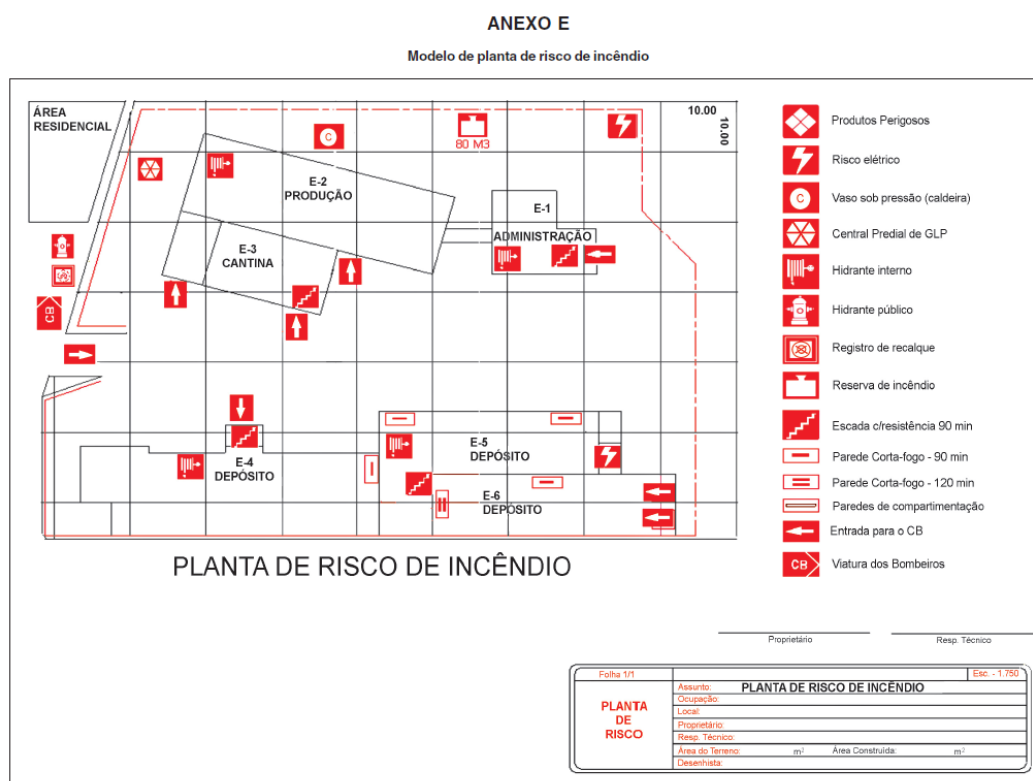 ANEXO E
Modelo de planta de risco de incêndio
ÁREA
RESIDENCIAL
10.00
10.00
C
80 M3
E-2
PRODUÇÃO
E-1
ADMINISTRAÇÃO
E-3
CANTINA
CB
E-4
DEPÓSITO
E-5
DEPÓSITO
E-6
DEPÓSITO
PLANTA DE RISCO DE INCÊNDIO
Produtos Perigosos
Risco elétrico
C
Vaso sob pressão (caldeira)
Central Predial de GLP
Hidrante interno
Hidrante público
Registro de recalque
Reserva de incêndio
Escada c/resistência 90 min
Parede Corta-fogo - 90 min
Parede Corta-fogo - 120 min
Paredes de compartimentação
Entrada para o CB
CB
Viatura dos Bombeiros
Proprietário
Resp. Técnico
Folha 1/1
Esc. - 1.750
PLANTA
DE
RISCO
Assunto: PLANTA DE RISCO DE INCÊNDIO
Ocupação:
Local:
Proprietário:
Resp. Técnico:
Área do Terreno: m² Área Construída: m²
Desenhista: